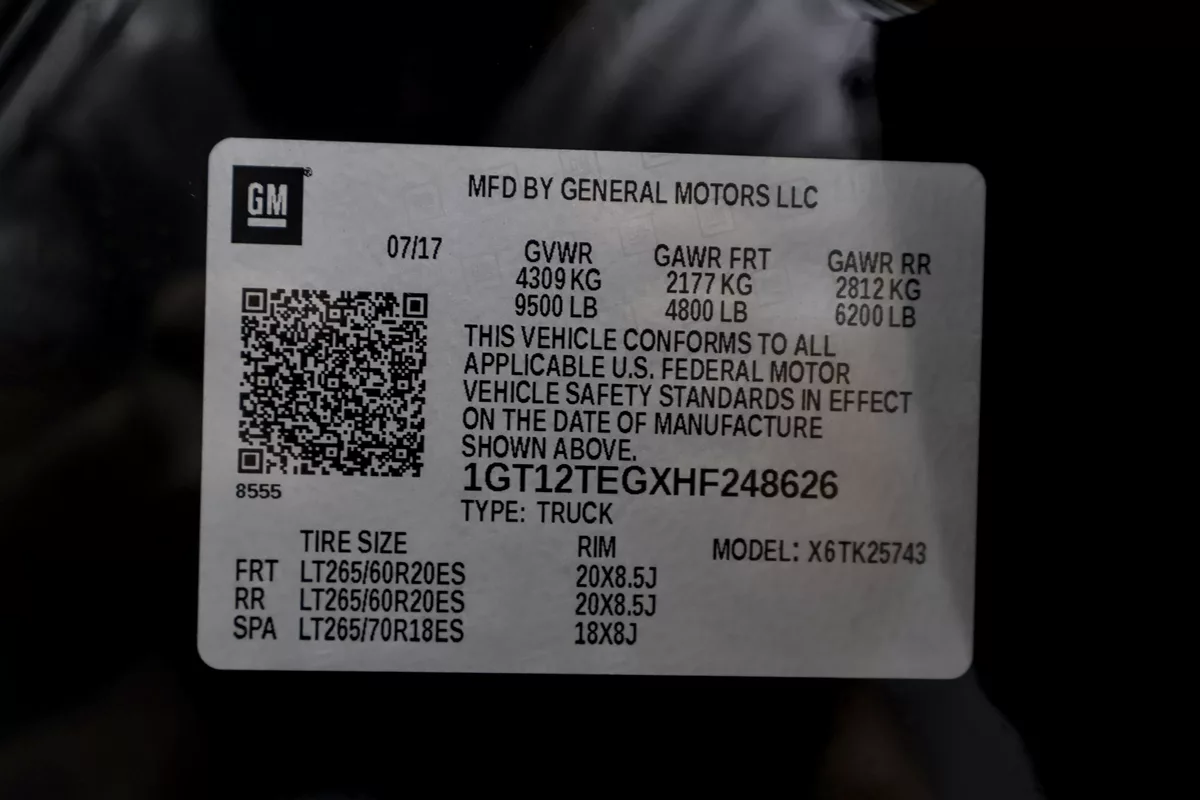 GM®
MFD BY GENERAL MOTORS LLC
07/17 GVWR GAWR FRT GAWR RR
4309 KG 2177 KG 2812 KG
9500 LB 4800 LB 6200 LB
THIS VEHICLE CONFORMS TO ALL
APPLICABLE U.S. FEDERAL MOTOR
VEHICLE SAFETY STANDARDS IN EFFECT
ON THE DATE OF MANUFACTURE
SHOWN ABOVE.
1GT12TEGXHF248626
8555
TYPE: TRUCK
TIRE SIZE RIM MODEL: X6TK25743
FRT LT265/60R20ES 20X8.5J
RR LT265/60R20ES 20X8.5J
SPA LT265/70R18ES 18X8J